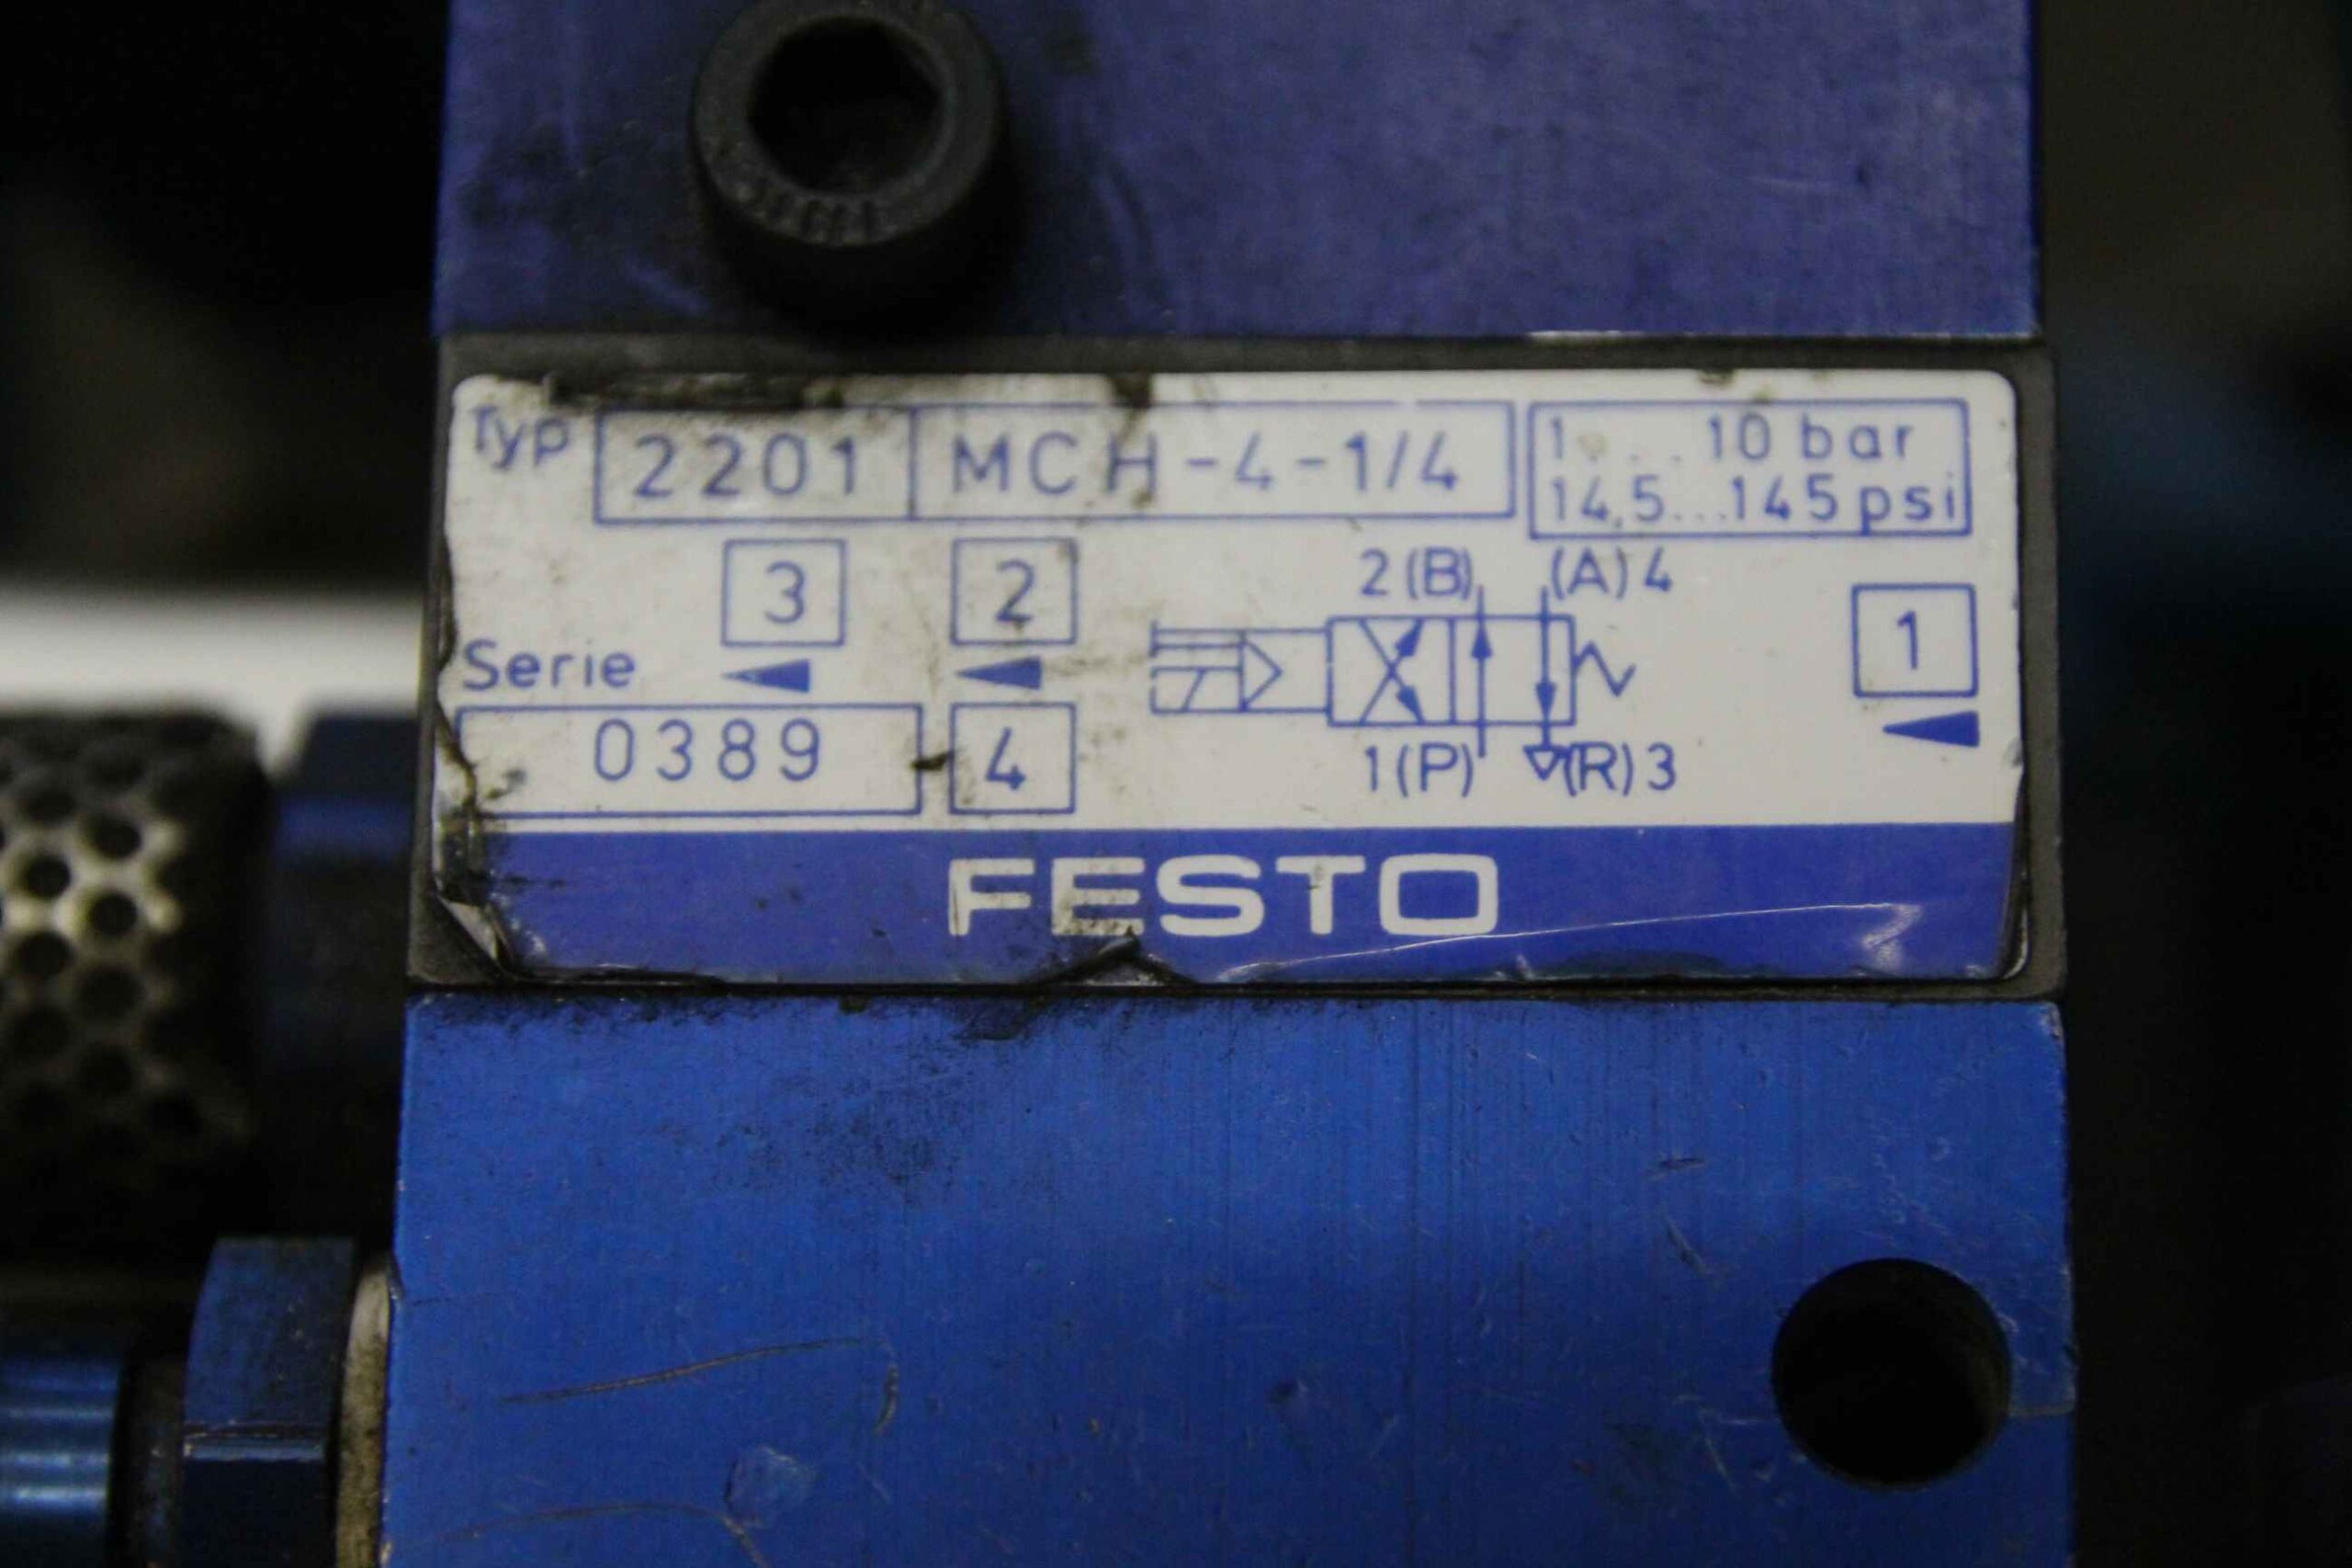 Typ 2201 MCH-4-1/4
1...10 bar
14,5...145 psi
3 2
2(B) (A)4
1
Serie
0389
4
1(P) (R)3
FESTO